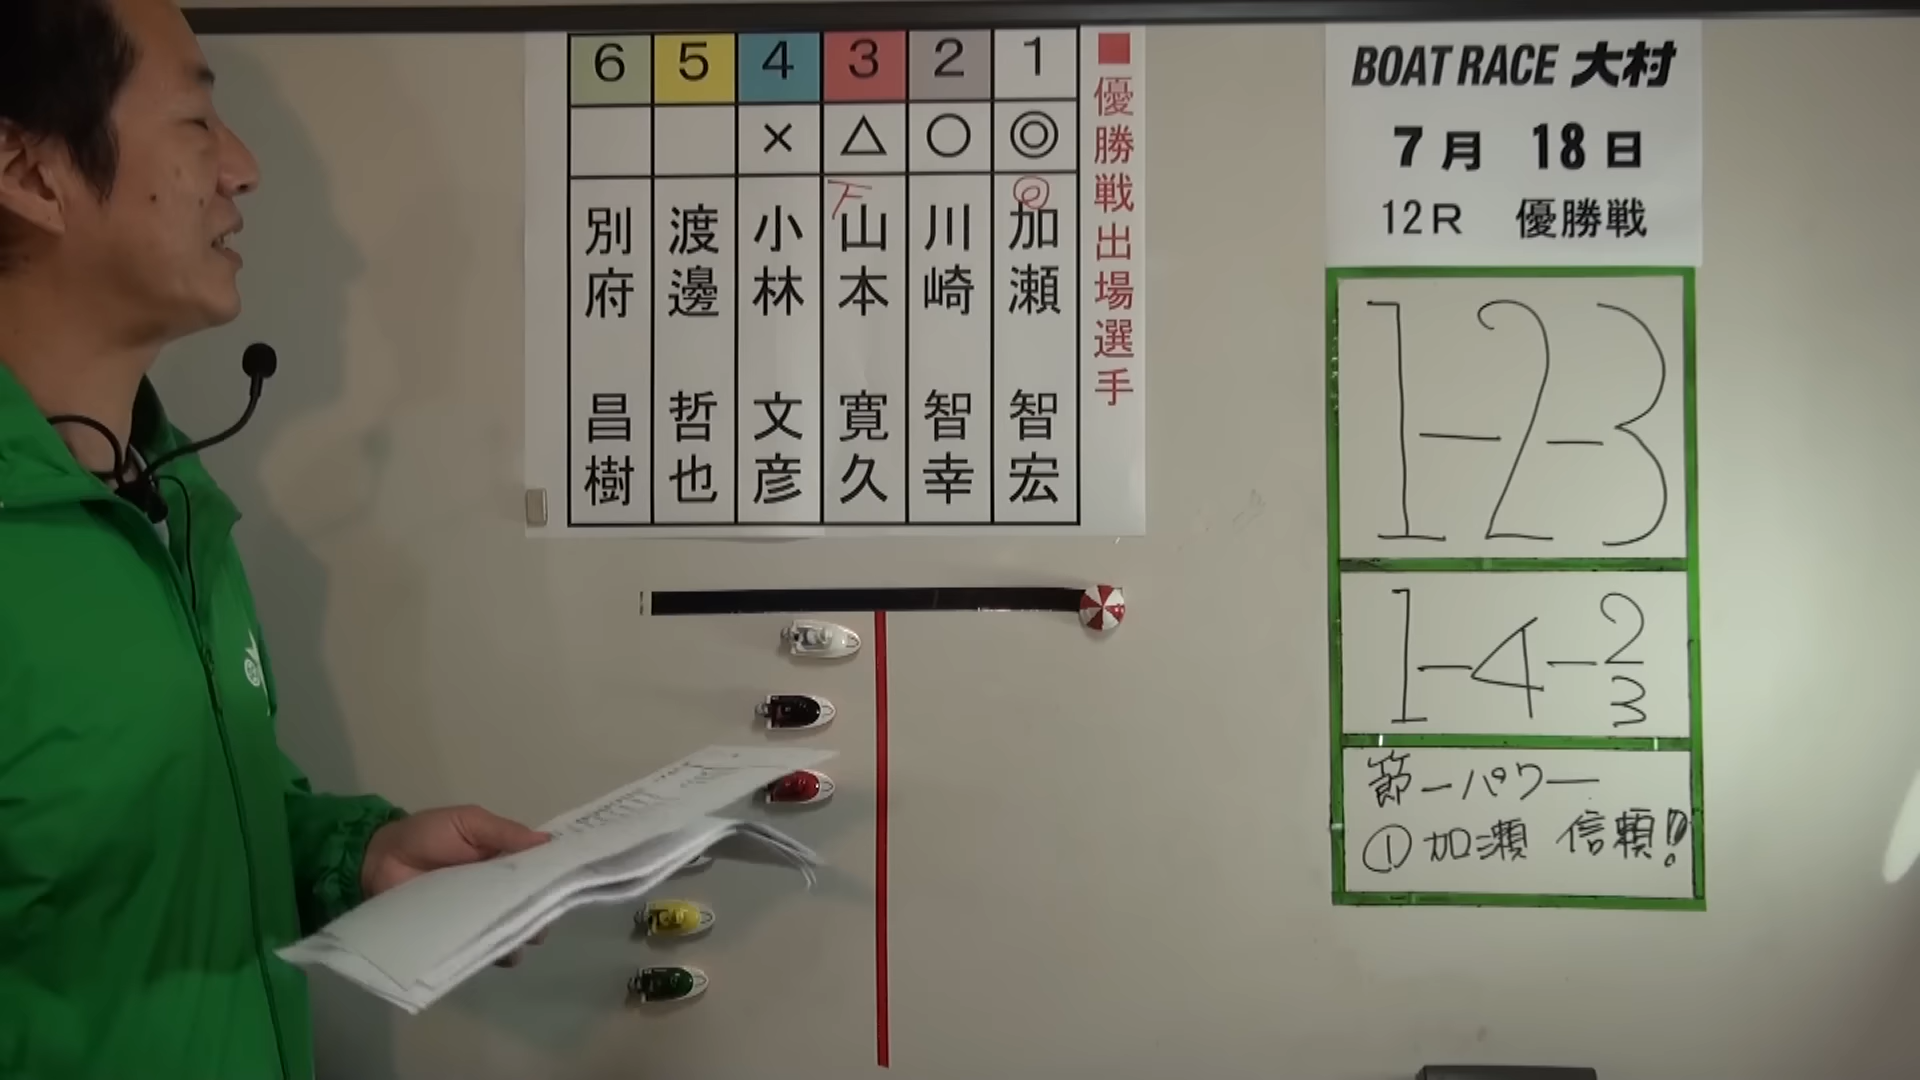 ■優勝戦出場選手
1 ◎ 加瀬 智宏
2 ○ 川崎 智幸
3 △ 山本 寛久
4 × 小林 文彦
5 渡邊 哲也
6 別府 昌樹
BOAT RACE 大村
7月 18日
12R 優勝戦
1-2-3
1-4-2
3
節一パワー
①加瀬 信頼!!